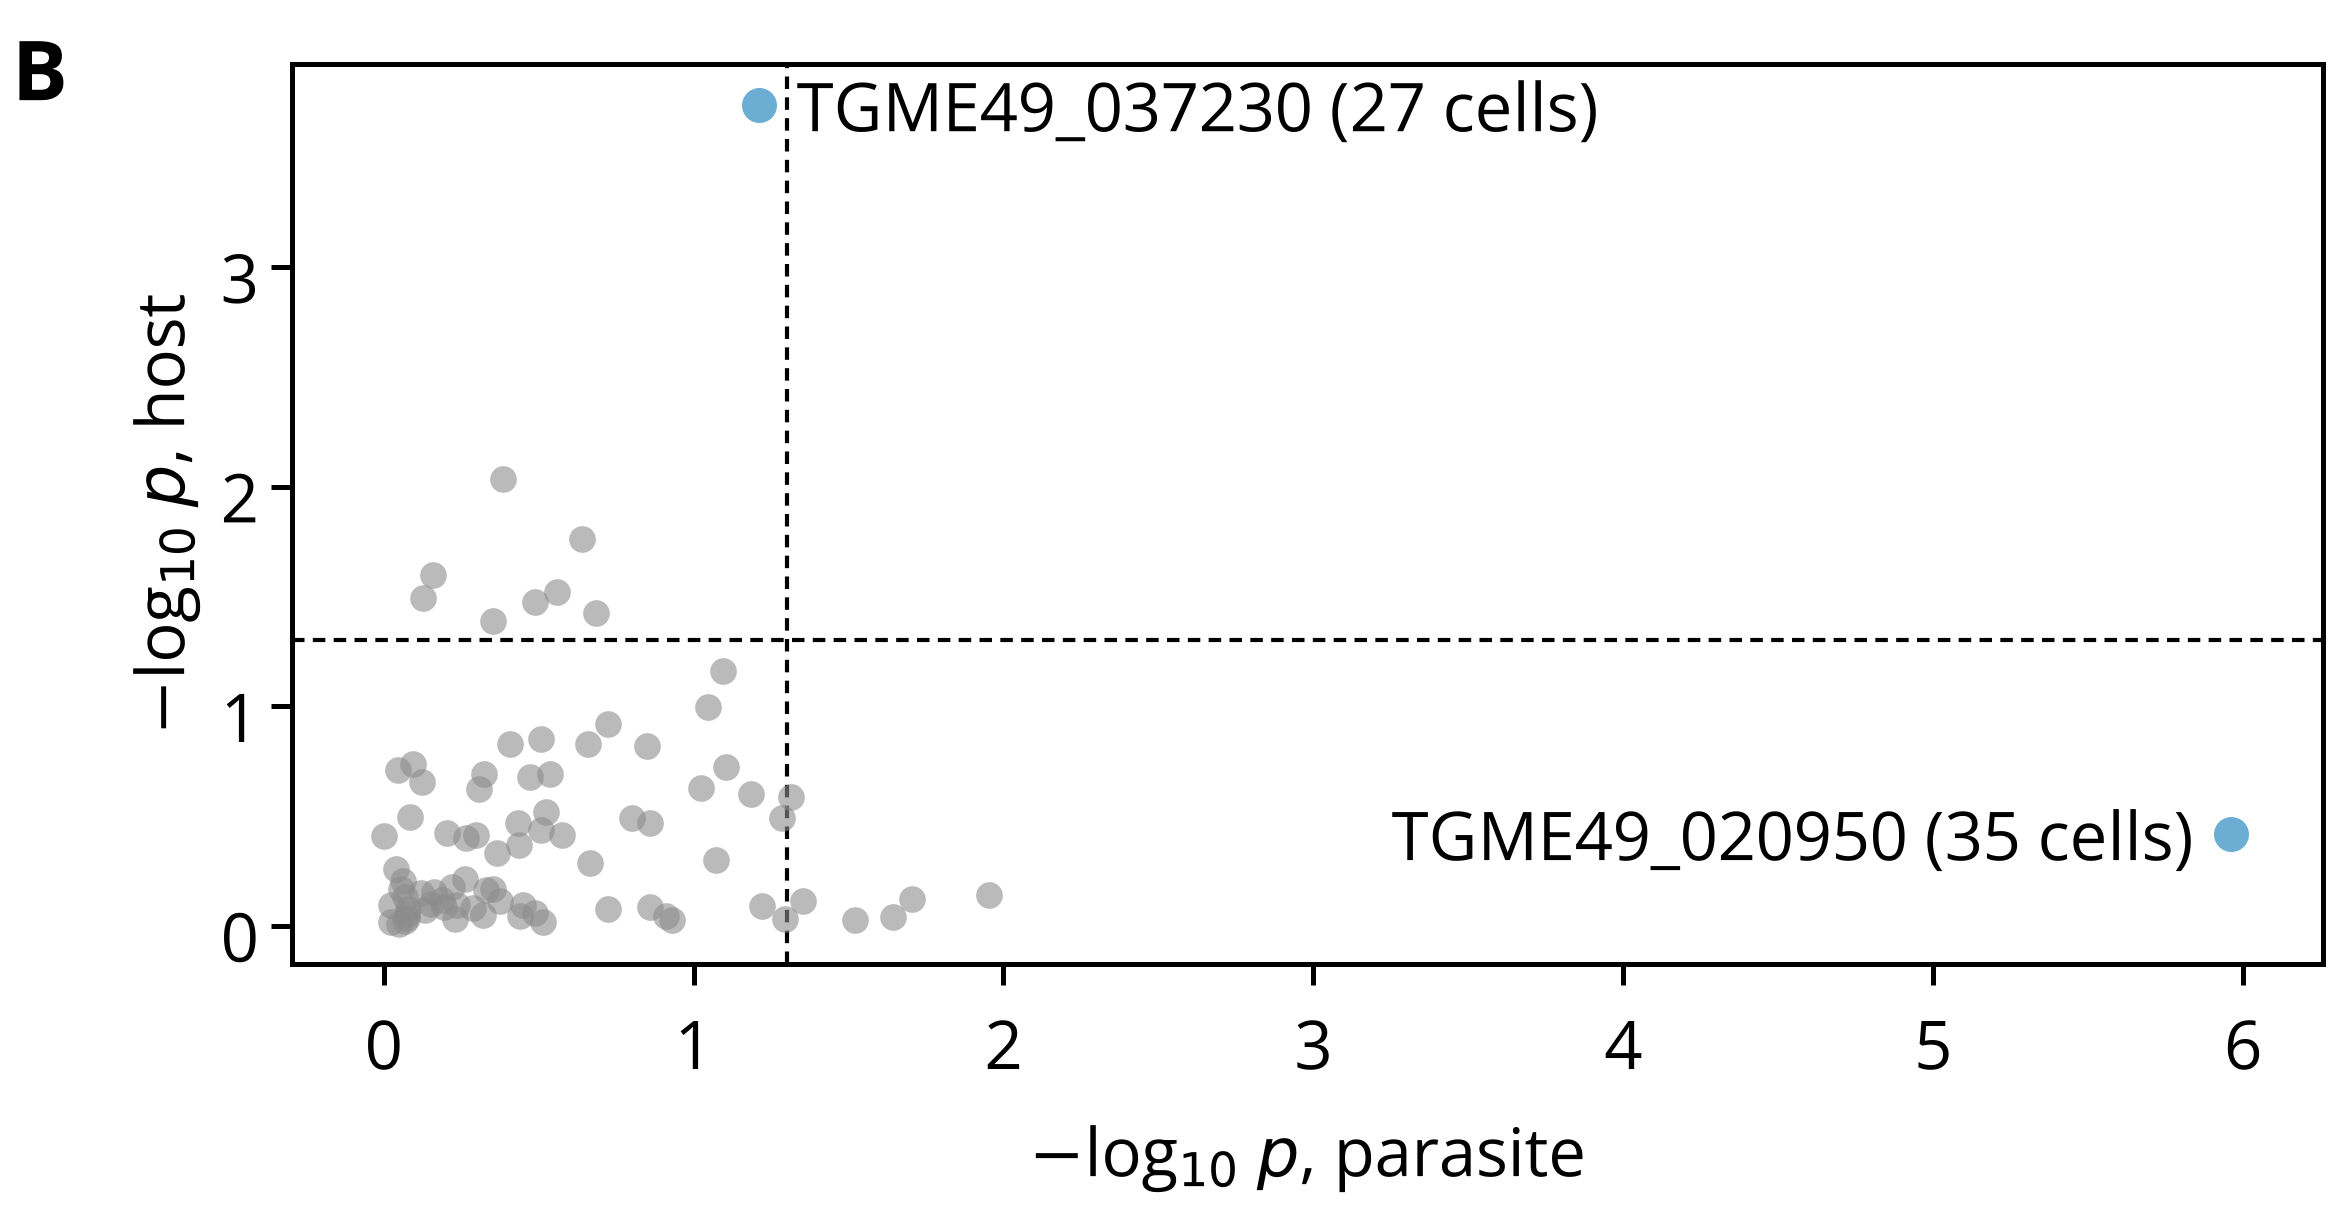 B
TGME49_037230 (27 cells)
3
2
1
0
−log₁₀ p, host
TGME49_020950 (35 cells)
0 1 2 3 4 5 6
−log₁₀ p, parasite